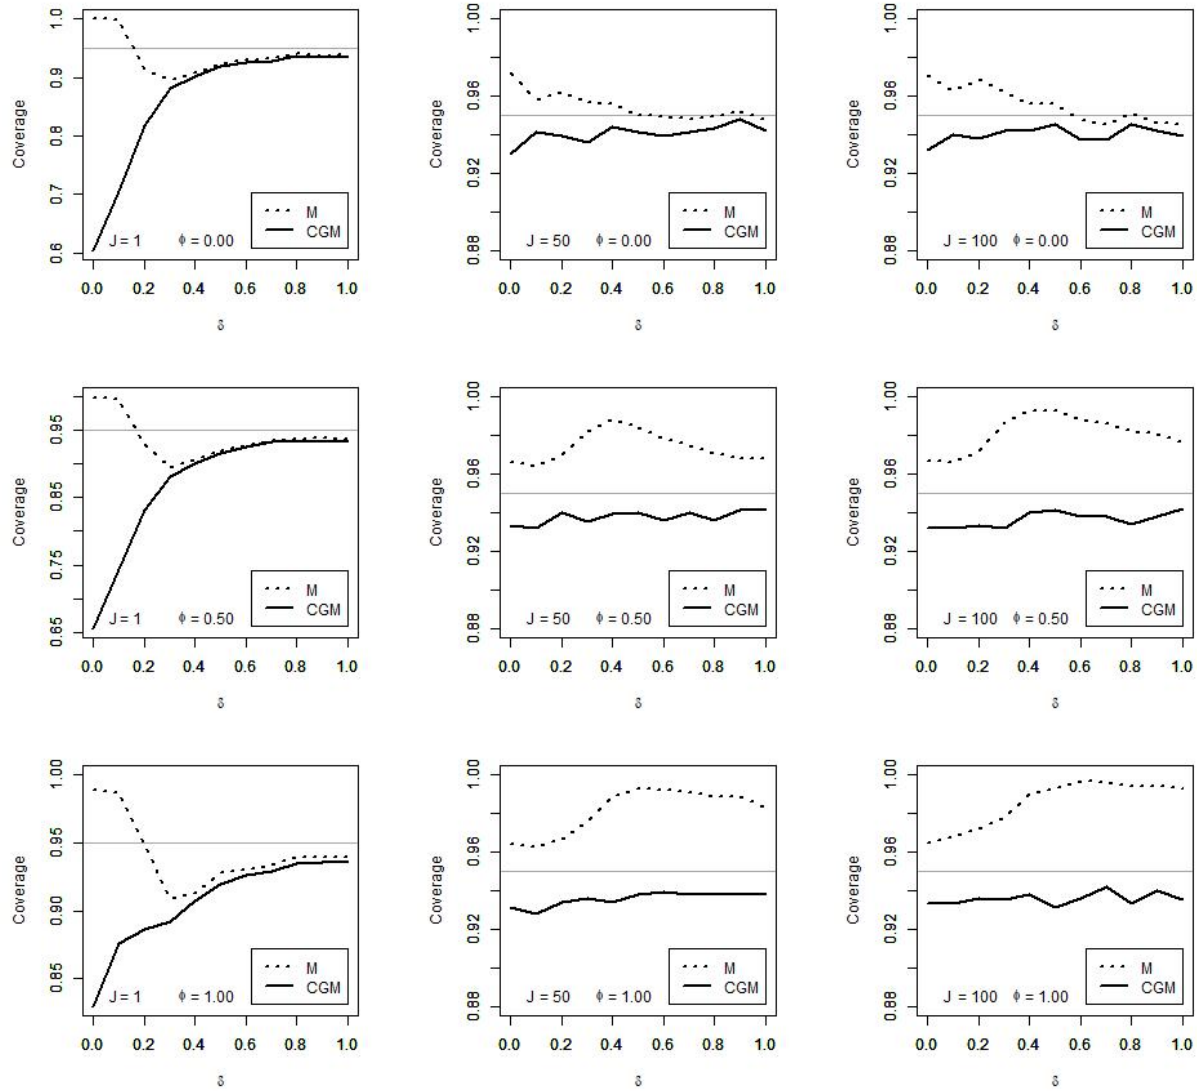 Coverage
1.0
0.9
0.8
0.7
0.6
M
CGM
J = 1 ϕ = 0.00
0.0 0.2 0.4 0.6 0.8 1.0
δ
Coverage
1.00
0.96
0.92
0.88
M
CGM
J = 50 ϕ = 0.00
0.0 0.2 0.4 0.6 0.8 1.0
δ
Coverage
1.00
0.96
0.92
0.88
M
CGM
J = 100 ϕ = 0.00
0.0 0.2 0.4 0.6 0.8 1.0
δ
Coverage
0.95
0.85
0.75
0.65
M
CGM
J = 1 ϕ = 0.50
0.0 0.2 0.4 0.6 0.8 1.0
δ
Coverage
1.00
0.96
0.92
0.88
M
CGM
J = 50 ϕ = 0.50
0.0 0.2 0.4 0.6 0.8 1.0
δ
Coverage
1.00
0.96
0.92
0.88
M
CGM
J = 100 ϕ = 0.50
0.0 0.2 0.4 0.6 0.8 1.0
δ
Coverage
1.00
0.95
0.90
0.85
M
CGM
J = 1 ϕ = 1.00
0.0 0.2 0.4 0.6 0.8 1.0
δ
Coverage
1.00
0.96
0.92
0.88
M
CGM
J = 50 ϕ = 1.00
0.0 0.2 0.4 0.6 0.8 1.0
δ
Coverage
1.00
0.96
0.92
0.88
M
CGM
J = 100 ϕ = 1.00
0.0 0.2 0.4 0.6 0.8 1.0
δ